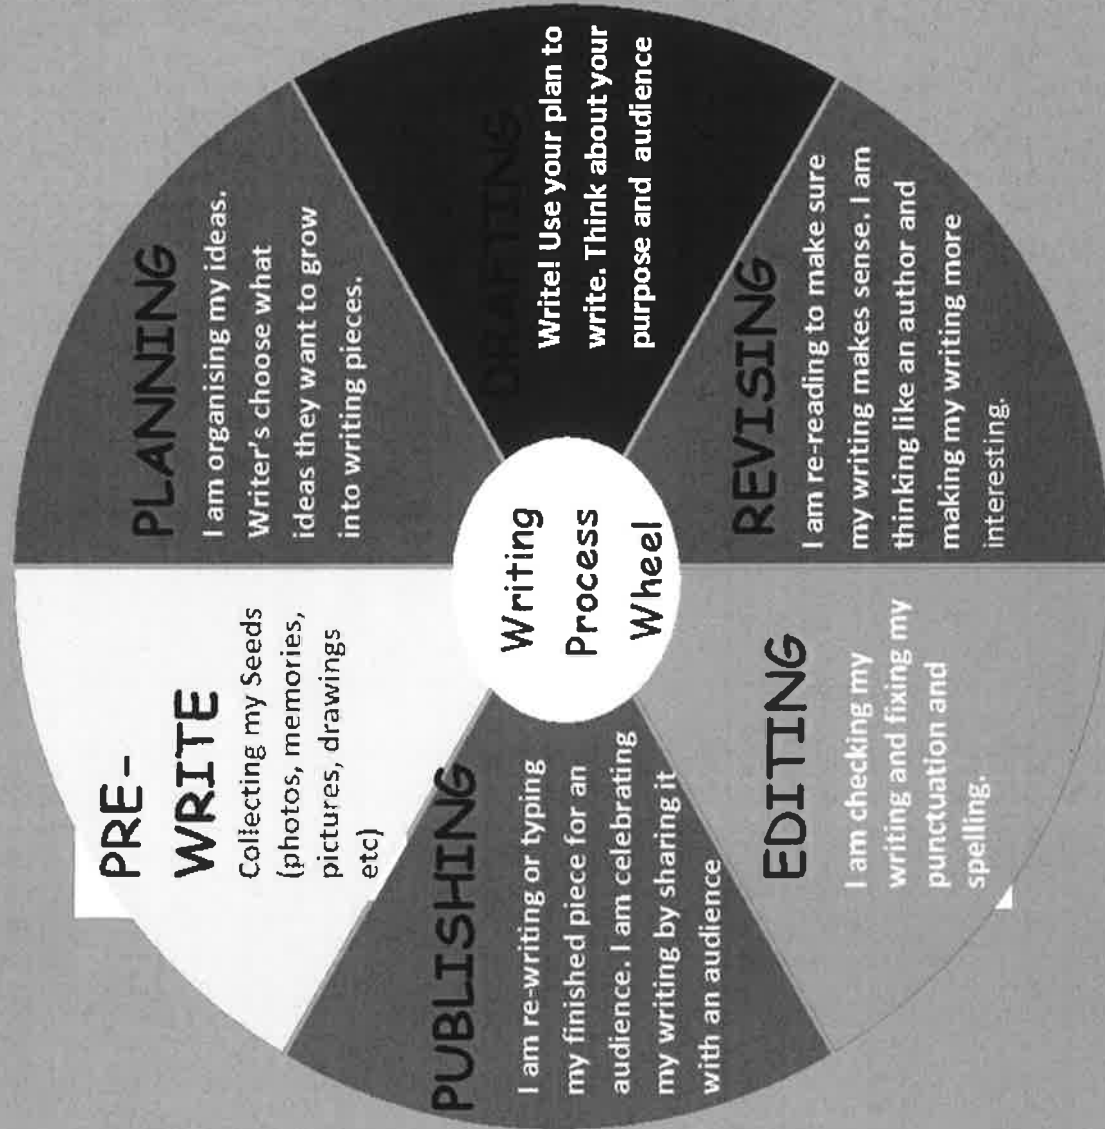 Writing
Process
Wheel
PRE-
WRITE
Collecting my Seeds
(photos, memories,
pictures, drawings
etc)
PLANNING
I am organising my ideas.
Writer's choose what
ideas they want to grow
into writing pieces.
DRAFTING
Write! Use your plan to
write. Think about your
purpose and audience
REVISING
I am re-reading to make sure
my writing makes sense. I am
thinking like an author and
making my writing more
interesting.
EDITING
I am checking my
writing and fixing my
punctuation and
spelling.
PUBLISHING
I am re-writing or typing
my finished piece for an
audience. I am celebrating
my writing by sharing it
with an audience